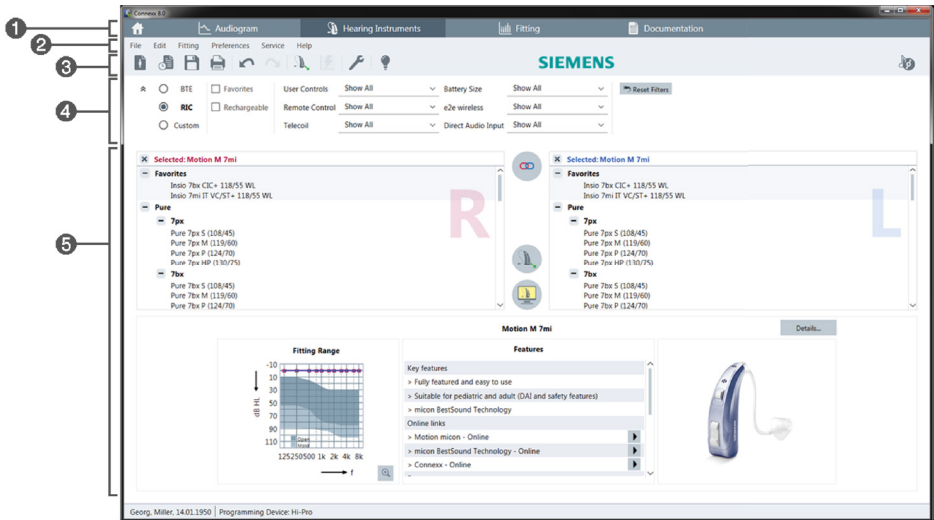 Connexx 8.0
1 Audiogram Hearing Instruments Fitting Documentation
2 File Edit Fitting Preferences Service Help
3 SIEMENS
4 BTE Favorites User Controls Show All Battery Size Show All Reset Filters
RIC Rechargeable Remote Control Show All e2e wireless Show All
Custom Telecoil Show All Direct Audio Input Show All
5
Selected: Motion M 7mi
Favorites
Insio 7bx CIC+ 118/55 WL
Insio 7mi IT VC/ST+ 118/55 WL
Pure
7px
Pure 7px S (108/45)
Pure 7px M (119/60)
Pure 7px P (124/70)
Pure 7px HP (130/75)
7bx
Pure 7bx S (108/45)
Pure 7bx M (119/60)
Pure 7bx P (124/70)
R
Selected: Motion M 7mi
Favorites
Insio 7bx CIC+ 118/55 WL
Insio 7mi IT VC/ST+ 118/55 WL
Pure
7px
Pure 7px S (108/45)
Pure 7px M (119/60)
Pure 7px P (124/70)
Pure 7px HP (130/75)
7bx
Pure 7bx S (108/45)
Pure 7bx M (119/60)
Pure 7bx P (124/70)
L
Motion M 7mi
Details...
Fitting Range
-10
10
30
50
70
90
110
dB HL
Open
125250500 1k 2k 4k 8k
f
Features
Key features
> Fully featured and easy to use
> Suitable for pediatric and adult (DAI and safety features)
> micon BestSound Technology
Online links
> Motion micon - Online
> micon BestSound Technology - Online
> Connexx - Online
Georg, Miller, 14.01.1950 Programming Device: Hi-Pro